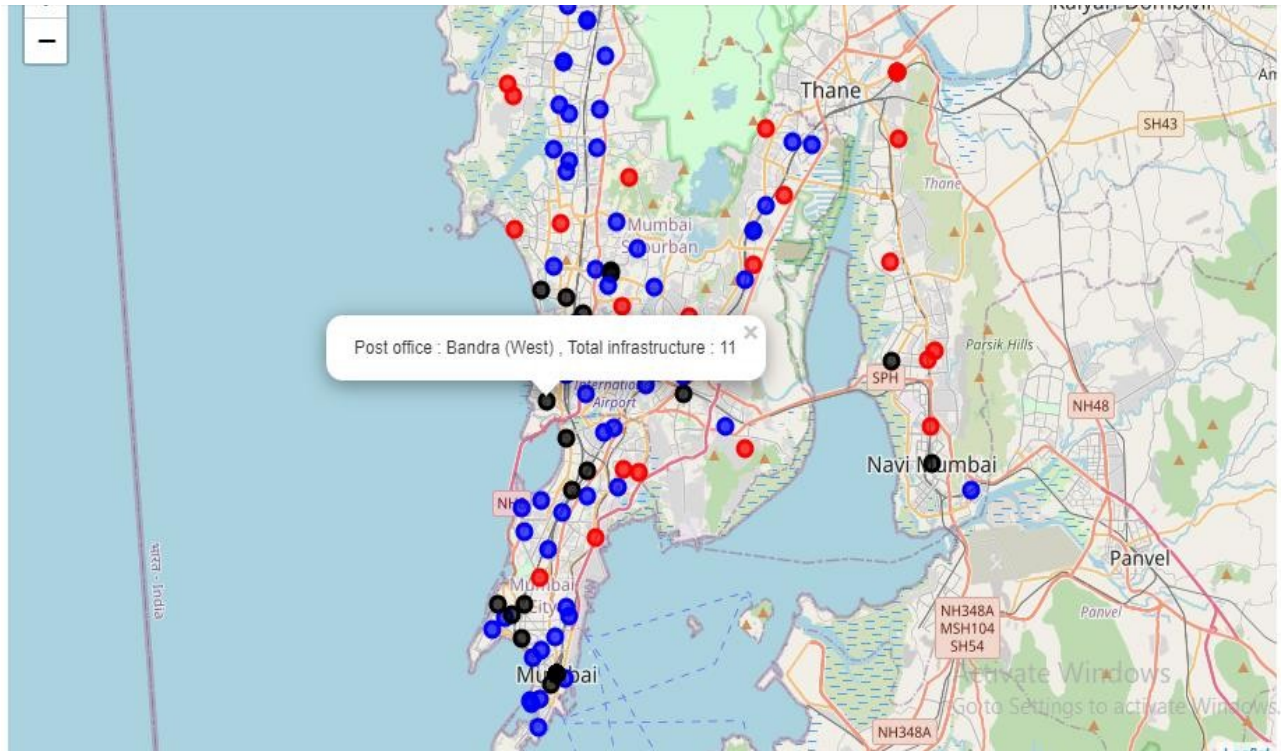 −
Kalyan-Dombivli
Thane
SH43
Thane
Mumbai
Suburban
×
Post office : Bandra (West) , Total infrastructure : 11
Parsik Hills
SPH
International
Airport
NH48
Navi Mumbai
NH
Panvel
भारत - India
Mumbai
City
NH348A
MSH104
SH54
Panvel
Mumbai
Activate Windows
Go to Settings to activate Windows.
NH348A